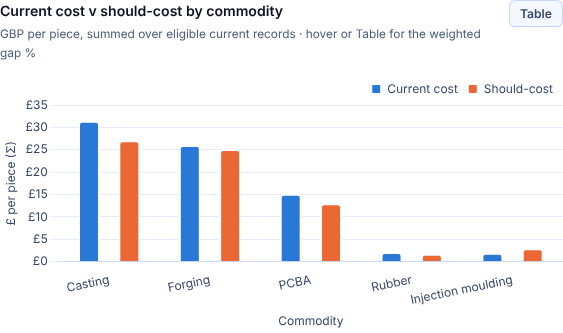 Current cost v should-cost by commodity
Table
GBP per piece, summed over eligible current records · hover or Table for the weighted
gap %
Current cost
Should-cost
£35
£30
£25
£20
£15
£10
£5
£0
£ per piece (Σ)
Casting
Forging
PCBA
Rubber
Injection moulding
Commodity